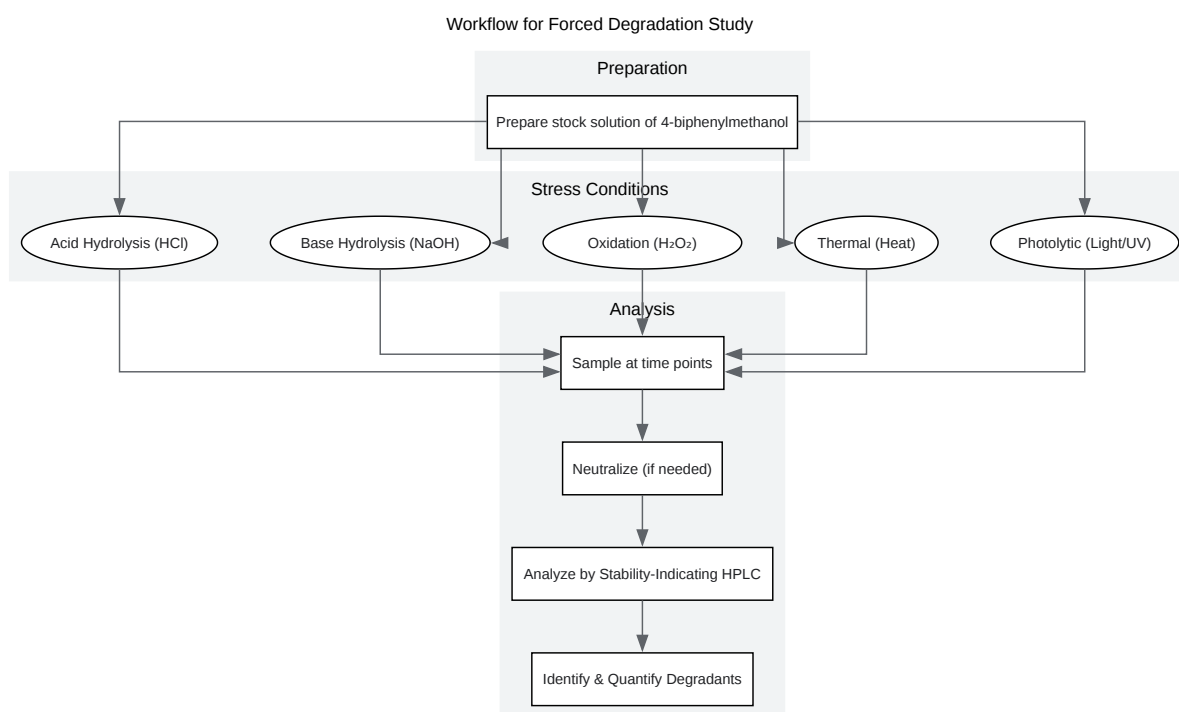 Workflow for Forced Degradation Study
Preparation
Prepare stock solution of 4-biphenylmethanol
Stress Conditions
Acid Hydrolysis (HCl)
Base Hydrolysis (NaOH)
Oxidation (H₂O₂)
Thermal (Heat)
Photolytic (Light/UV)
Analysis
Sample at time points
Neutralize (if needed)
Analyze by Stability-Indicating HPLC
Identify & Quantify Degradants